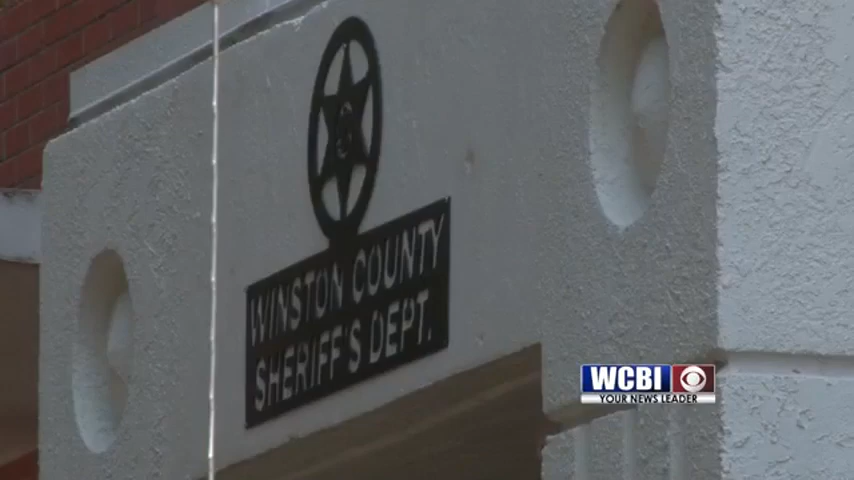 WINSTON COUNTY
SHERIFF'S DEPT.
WCBI
YOUR NEWS LEADER